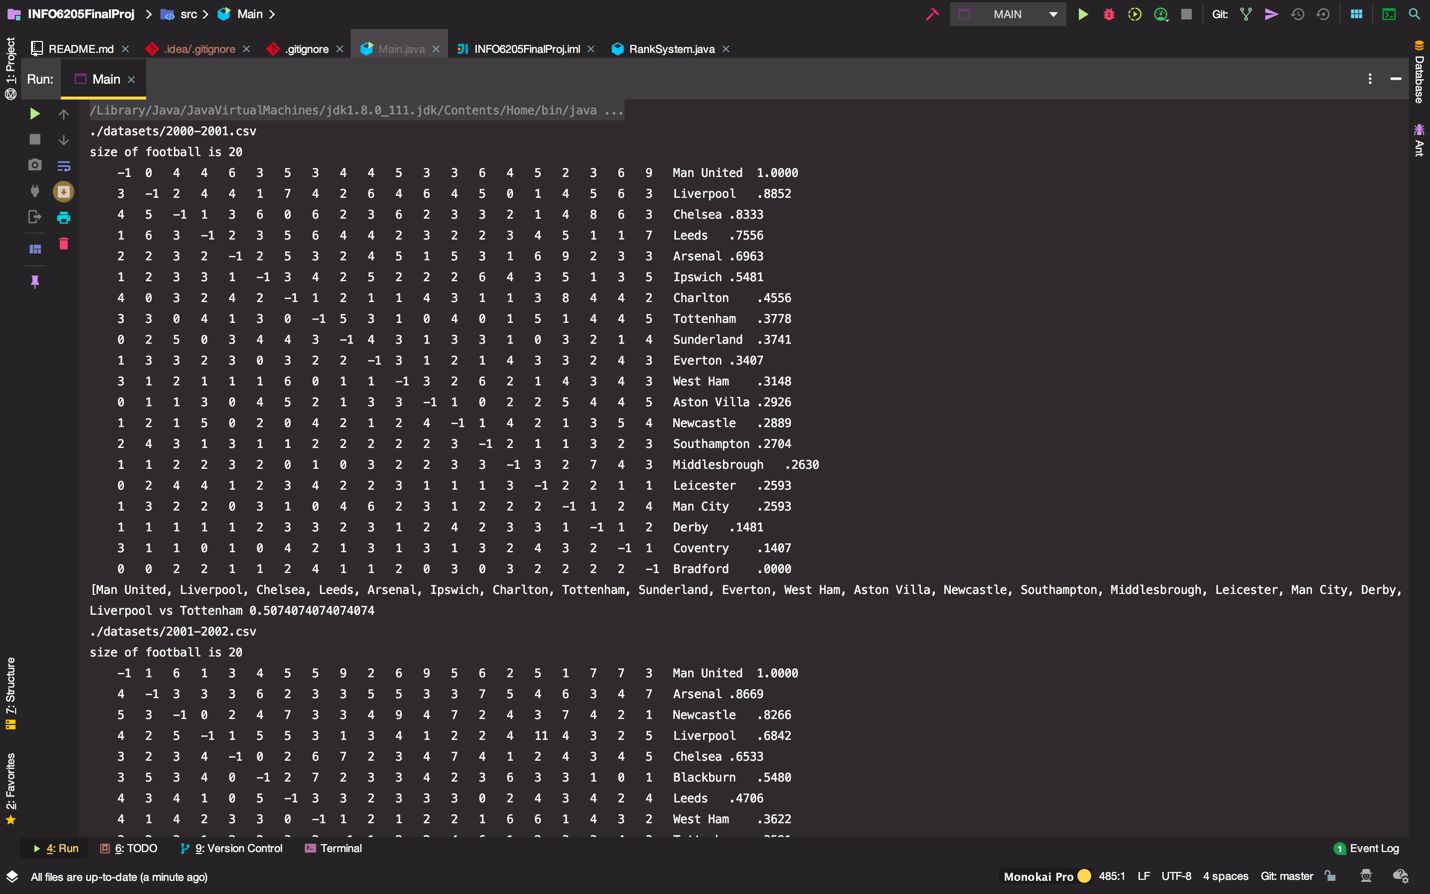 INFO6205FinalProj > src > Main >
MAIN Git:
README.md × .idea/.gitignore × .gitignore × Main.java × INFO6205FinalProj.iml × RankSystem.java ×
1: Project
Database
Ant
Run: Main ×
/Library/Java/JavaVirtualMachines/jdk1.8.0_111.jdk/Contents/Home/bin/java ...
./datasets/2000-2001.csv
size of football is 20
-1 0 4 4 6 3 5 3 4 4 5 3 3 6 4 5 2 3 6 9 Man United 1.0000
3 -1 2 4 4 1 7 4 2 6 4 6 4 5 0 1 4 5 6 3 Liverpool .8852
4 5 -1 1 3 6 0 6 2 3 6 2 3 3 2 1 4 8 6 3 Chelsea .8333
1 6 3 -1 2 3 5 6 4 4 2 3 2 2 3 4 5 1 1 7 Leeds .7556
2 2 3 2 -1 2 5 3 2 4 5 1 5 3 1 6 9 2 3 3 Arsenal .6963
1 2 3 3 1 -1 3 4 2 5 2 2 2 6 4 3 5 1 3 5 Ipswich .5481
4 0 3 2 4 2 -1 1 2 1 1 4 3 1 1 3 8 4 4 2 Charlton .4556
3 3 0 4 1 3 0 -1 5 3 1 0 4 0 1 5 1 4 4 5 Tottenham .3778
0 2 5 0 3 4 4 3 -1 4 3 1 3 3 1 0 3 2 1 4 Sunderland .3741
1 3 3 2 3 0 3 2 2 -1 3 1 2 1 4 3 3 2 4 3 Everton .3407
3 1 2 1 1 1 6 0 1 1 -1 3 2 6 2 1 4 3 4 3 West Ham .3148
0 1 1 3 0 4 5 2 1 3 3 -1 1 0 2 2 5 4 4 5 Aston Villa .2926
1 2 1 5 0 2 0 4 2 1 2 4 -1 1 4 2 1 3 5 4 Newcastle .2889
2 4 3 1 3 1 1 2 2 2 2 2 3 -1 2 1 1 3 2 3 Southampton .2704
1 1 2 2 3 2 0 1 0 3 2 2 3 3 -1 3 2 7 4 3 Middlesbrough .2630
0 2 4 4 1 2 3 4 2 2 3 1 1 1 3 -1 2 2 1 1 Leicester .2593
1 3 2 2 0 3 1 0 4 6 2 3 1 2 2 2 -1 1 2 4 Man City .2593
1 1 1 1 1 2 3 3 2 3 1 2 4 2 3 3 1 -1 1 2 Derby .1481
3 1 1 0 1 0 4 2 1 3 1 3 1 3 2 4 3 2 -1 1 Coventry .1407
0 0 2 2 1 1 2 4 1 1 2 0 3 0 3 2 2 2 2 -1 Bradford .0000
[Man United, Liverpool, Chelsea, Leeds, Arsenal, Ipswich, Charlton, Tottenham, Sunderland, Everton, West Ham, Aston Villa, Newcastle, Southampton, Middlesbrough, Leicester, Man City, Derby,
Liverpool vs Tottenham 0.5074074074074074
./datasets/2001-2002.csv
size of football is 20
-1 1 6 1 3 4 5 5 9 2 6 9 5 6 2 5 1 7 7 3 Man United 1.0000
4 -1 3 3 3 6 2 3 3 5 5 3 3 7 5 4 6 3 4 7 Arsenal .8669
5 3 -1 0 2 4 7 3 3 4 9 4 7 2 4 3 7 4 2 1 Newcastle .8266
4 2 5 -1 1 5 5 3 1 3 4 1 2 2 4 11 4 3 2 5 Liverpool .6842
3 2 3 4 -1 0 2 6 7 2 3 4 7 4 1 2 4 3 4 5 Chelsea .6533
3 5 3 4 0 -1 2 7 2 3 3 4 2 3 6 3 3 1 0 1 Blackburn .5480
4 3 4 1 0 5 -1 3 3 2 3 3 3 0 2 4 3 4 2 4 Leeds .4706
4 1 4 2 3 3 0 -1 1 2 1 2 2 1 6 6 1 4 3 2 West Ham .3622
7: Structure
2: Favorites
4: Run 6: TODO 9: Version Control Terminal 1 Event Log
All files are up-to-date (a minute ago) Monokai Pro 485:1 LF UTF-8 4 spaces Git: master